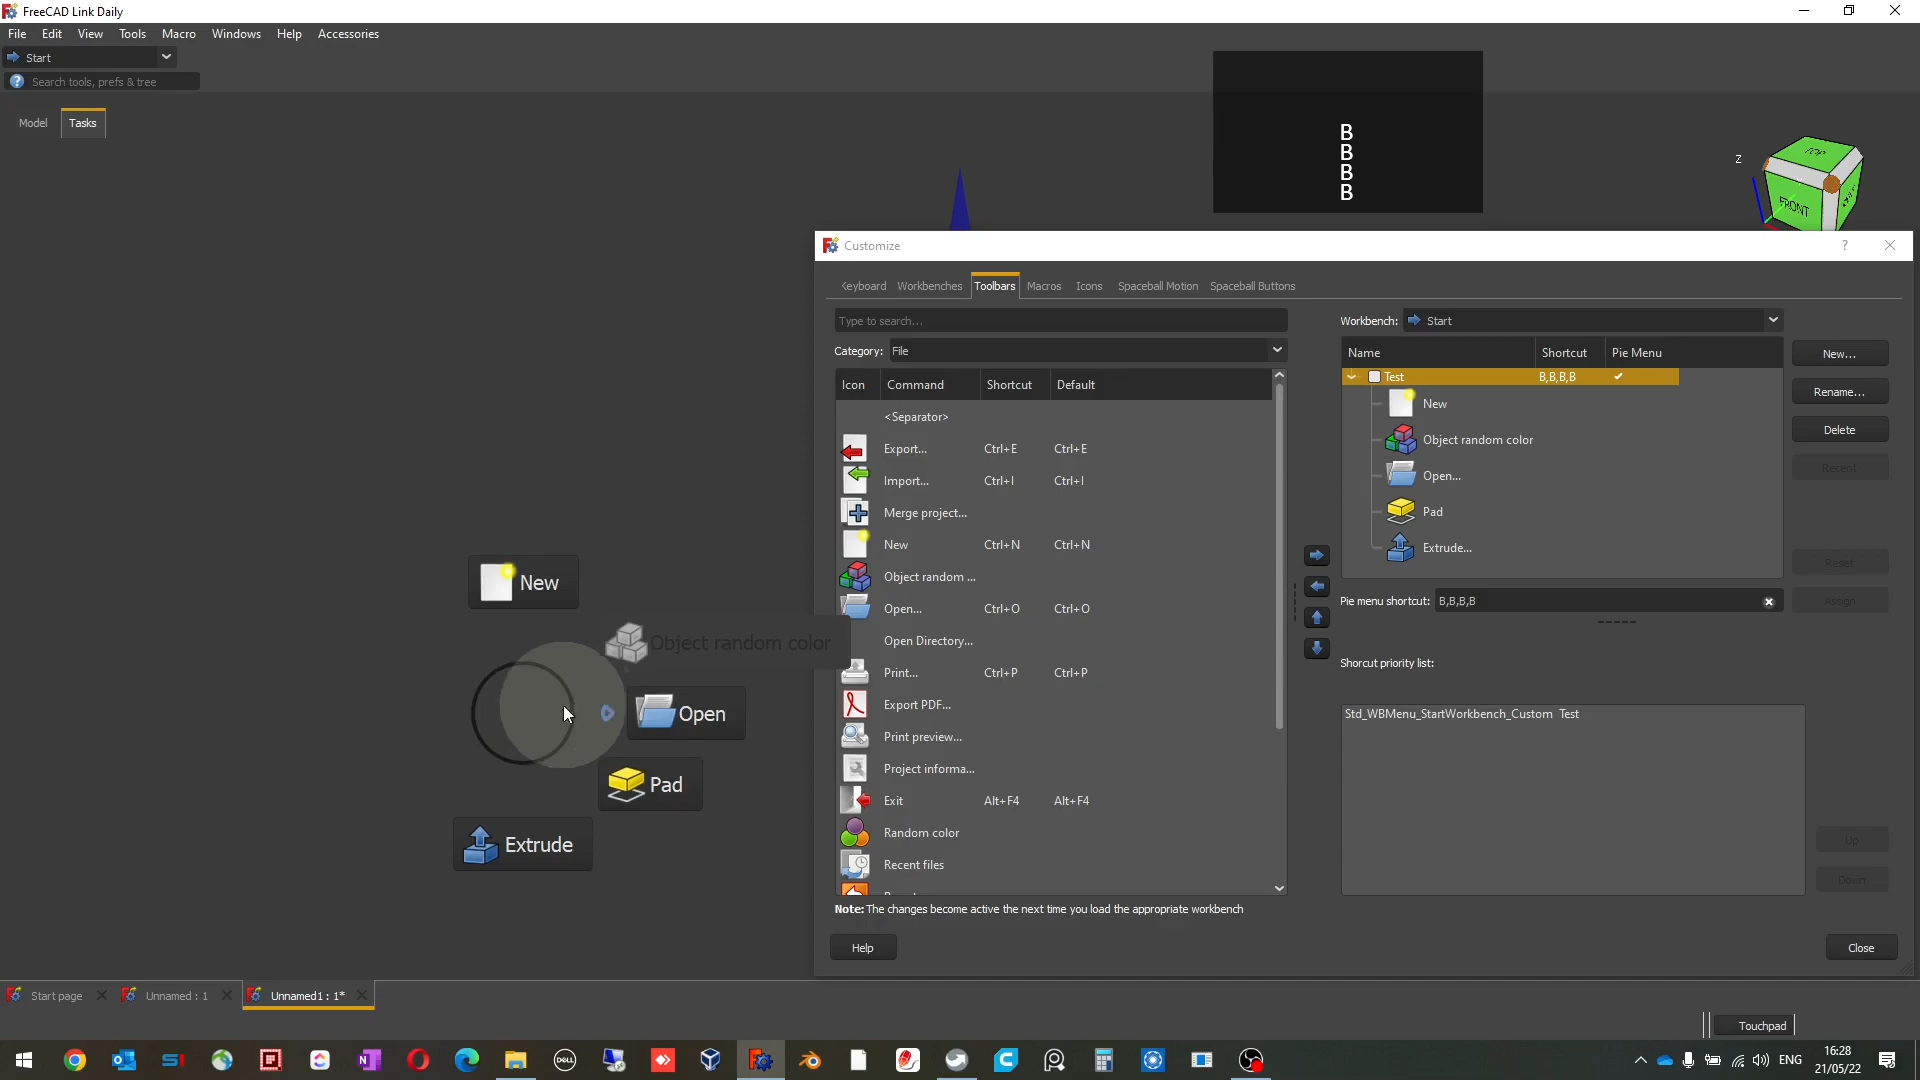 FreeCAD Link Daily
File Edit View Tools Macro Windows Help Accessories
Start
Search tools, prefs & tree
Model Tasks
B
B
B
B
Z
TOP
FRONT
Customize
?
Keyboard Workbenches Toolbars Macros Icons Spaceball Motion Spaceball Buttons
Type to search...
Category: File
Icon Command Shortcut Default
<Separator>
Export... Ctrl+E Ctrl+E
Import... Ctrl+I Ctrl+I
Merge project...
New Ctrl+N Ctrl+N
Object random ...
Open... Ctrl+O Ctrl+O
Open Directory...
Print... Ctrl+P Ctrl+P
Export PDF...
Print preview...
Project informa...
Exit Alt+F4 Alt+F4
Random color
Recent files
Note: The changes become active the next time you load the appropriate workbench
Help
Workbench: Start
Name Shortcut Pie Menu
Test B,B,B,B
New
Object random color
Open...
Pad
Extrude...
New...
Rename...
Delete
Recent
Reset
Assign
Pie menu shortcut: B,B,B,B
Shorcut priority list:
Std_WBMenu_StartWorkbench_Custom Test
Up
Down
Close
New
Object random color
Open
Pad
Extrude
Start page Unnamed : 1 Unnamed1 : 1*
Touchpad
DELL
ENG
16:28
21/05/22